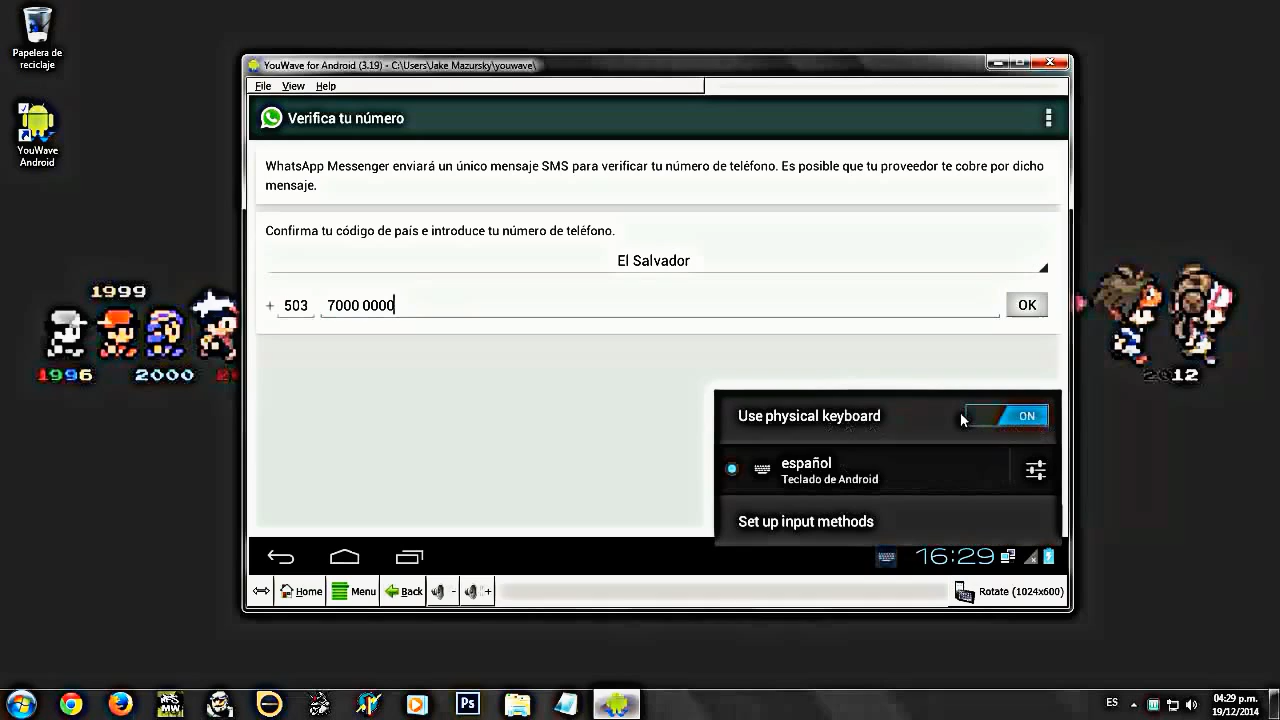 Papelera de
reciclaje
YouWave
Android
YouWave for Android (3.19) - C:\Users\Jake Mazursky\youwave\
File View Help
Verifica tu número
WhatsApp Messenger enviará un único mensaje SMS para verificar tu número de teléfono. Es posible que tu proveedor te cobre por dicho
mensaje.
Confirma tu código de país e introduce tu número de teléfono.
El Salvador
+ 503 7000 0000 OK
1999
1996 2000
2012
Use physical keyboard ON
español
Teclado de Android
Set up input methods
16:29
Home Menu Back - + Rotate (1024x600)
MW Ps ES 04:29 p.m.
19/12/2014